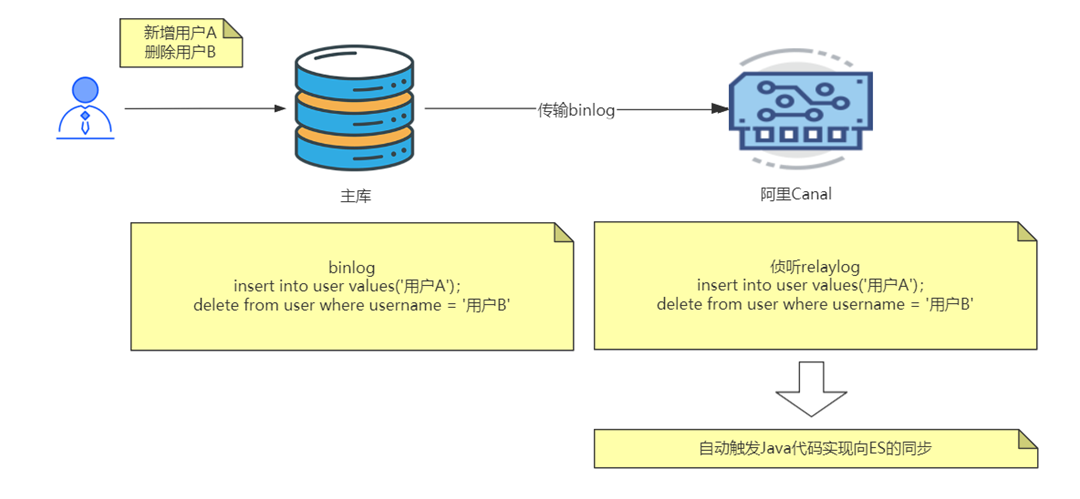 新增用户A
删除用户B
传输binlog
主库
阿里Canal
binlog
insert into user values('用户A');
delete from user where username = '用户B'
侦听relaylog
insert into user values('用户A');
delete from user where username = '用户B'
自动触发Java代码实现向ES的同步